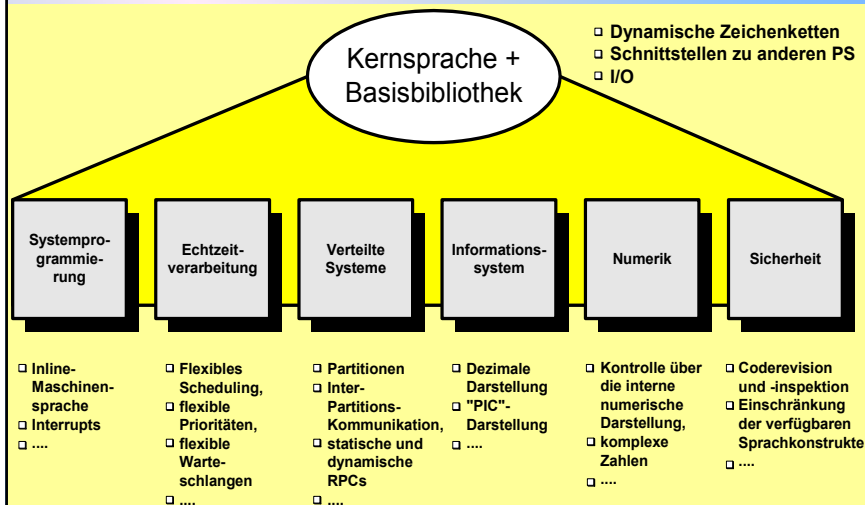 Kernsprache +
Basisbibliothek
❑ Dynamische Zeichenketten
❑ Schnittstellen zu anderen PS
❑ I/O
Systempro-
grammie-
rung
Echtzeit-
verarbeitung
Verteilte
Systeme
Informations-
system
Numerik
Sicherheit
❑ Inline-
Maschinen-
sprache
❑ Interrupts
❑ ....
❑ Flexibles
Scheduling,
❑ flexible
Prioritäten,
❑ flexible
Warte-
schlangen
❑ ....
❑ Partitionen
❑ Inter-
Partitions-
Kommunikation,
❑ statische und
dynamische
RPCs
❑ ....
❑ Dezimale
Darstellung
❑ "PIC"-
Darstellung
❑ ....
❑ Kontrolle über
die interne
numerische
Darstellung,
❑ komplexe
Zahlen
❑ ....
❑ Coderevision
und -inspektion
❑ Einschränkung
der verfügbaren
Sprachkonstrukte
❑ ....